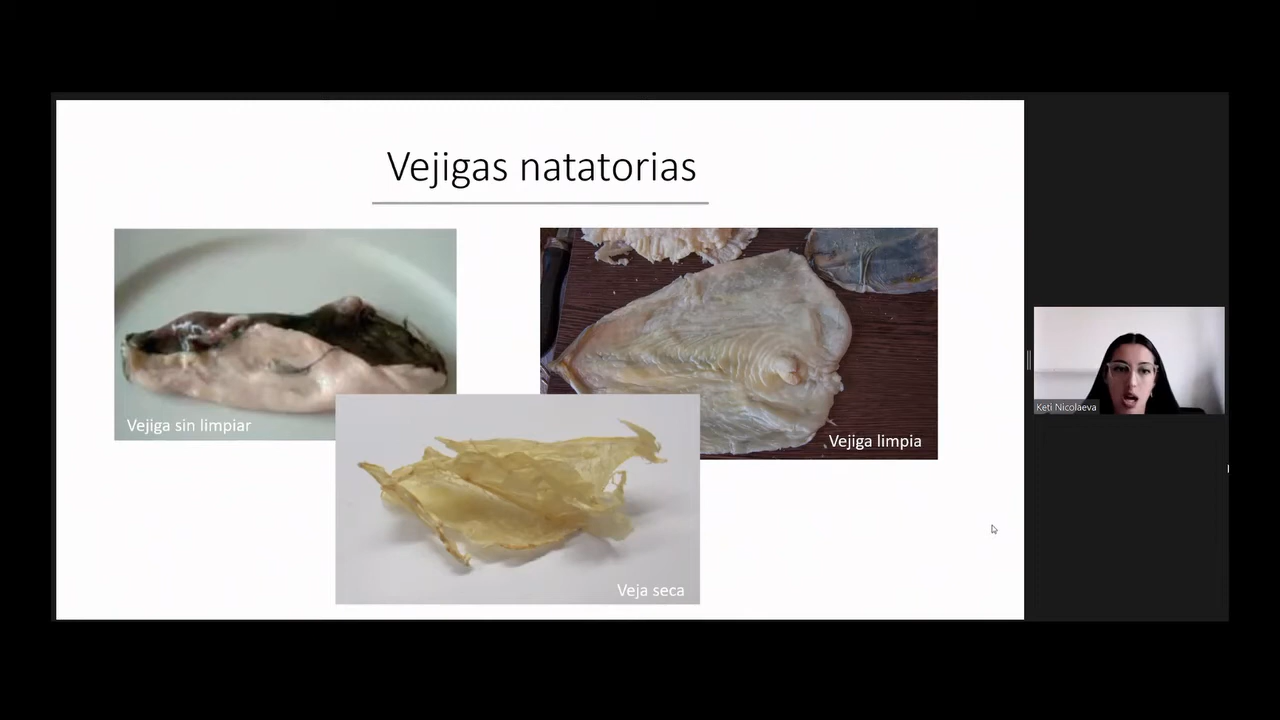 Vejigas natatorias
Vejiga sin limpiar
Vejiga limpia
Veja seca
Keti Nicolaeva